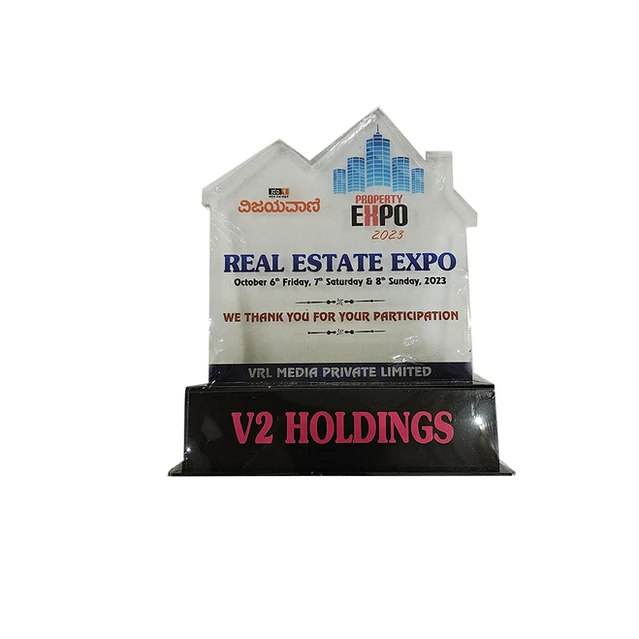 ನಂ.1
ವಿಜಯವಾಣಿ
PROPERTY
EXPO
2023
REAL ESTATE EXPO
October 6th Friday, 7th Saturday & 8th Sunday, 2023
WE THANK YOU FOR YOUR PARTICIPATION
VRL MEDIA PRIVATE LIMITED
V2 HOLDINGS